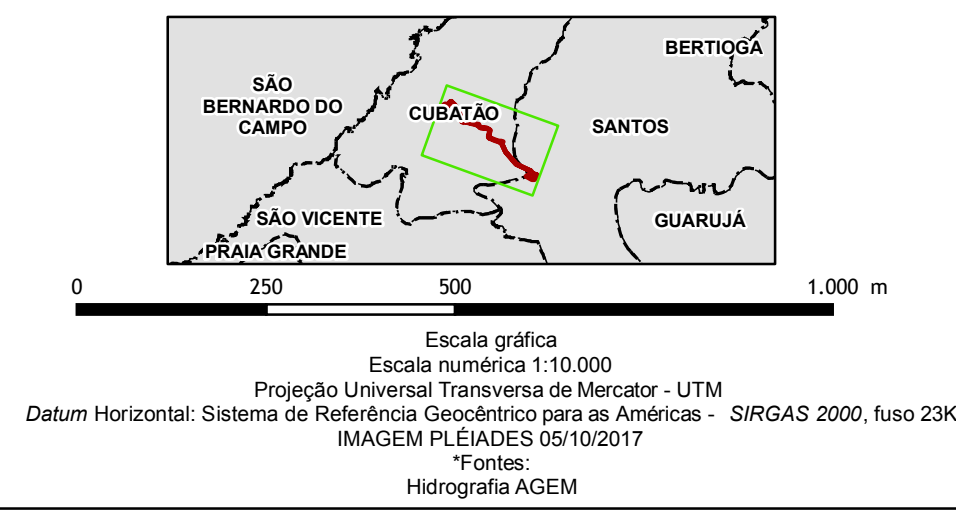 BERTIOGA
SÃO
BERNARDO DO
CAMPO
CUBATÃO
SANTOS
SÃO VICENTE
GUARUJÁ
PRAIA GRANDE
0 250 500 1.000 m
Escala gráfica
Escala numérica 1:10.000
Projeção Universal Transversa de Mercator - UTM
Datum Horizontal: Sistema de Referência Geocêntrico para as Américas - SIRGAS 2000, fuso 23K
IMAGEM PLÉIADES 05/10/2017
*Fontes:
Hidrografia AGEM